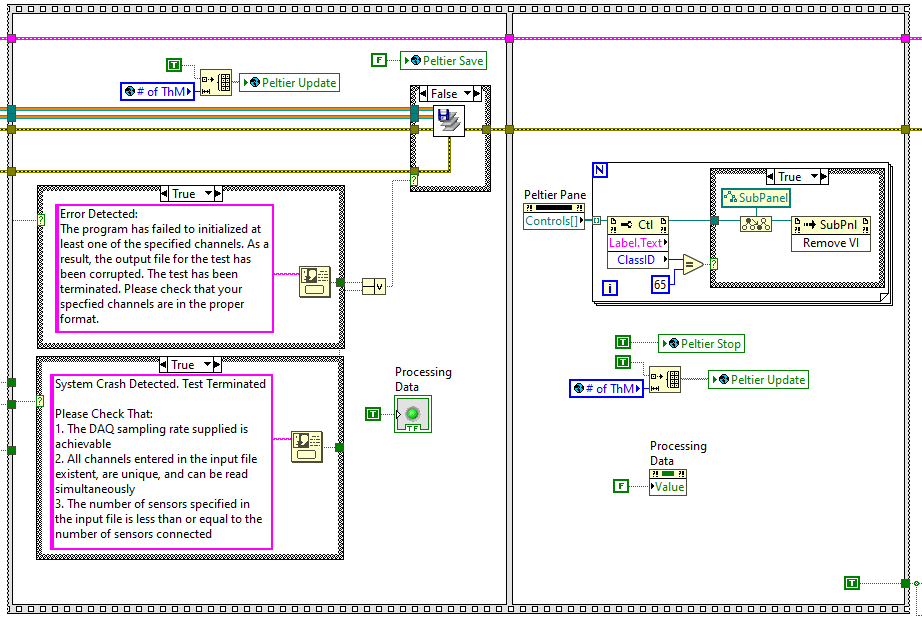 T
# of ThM
Peltier Update
F
Peltier Save
False
?
True
?
Error Detected:
The program has failed to initialized at
least one of the specified channels. As a
result, the output file for the test has
been corrupted. The test has been
terminated. Please check that your
specfied channels are in the proper
format.
v
True
?
System Crash Detected. Test Terminated
Please Check That:
1. The DAQ sampling rate supplied is
achievable
2. All channels entered in the input file
existent, are unique, and can be read
simultaneously
3. The number of sensors specified in
the input file is less than or equal to the
number of sensors connected
Processing
Data
T
TF
Peltier Pane
Controls[]
N
Ctl
Label.Text
ClassID
i
65
=
?
True
SubPanel
SubPnl
Remove VI
T
Peltier Stop
T
# of ThM
Peltier Update
Processing
Data
F
Value
T